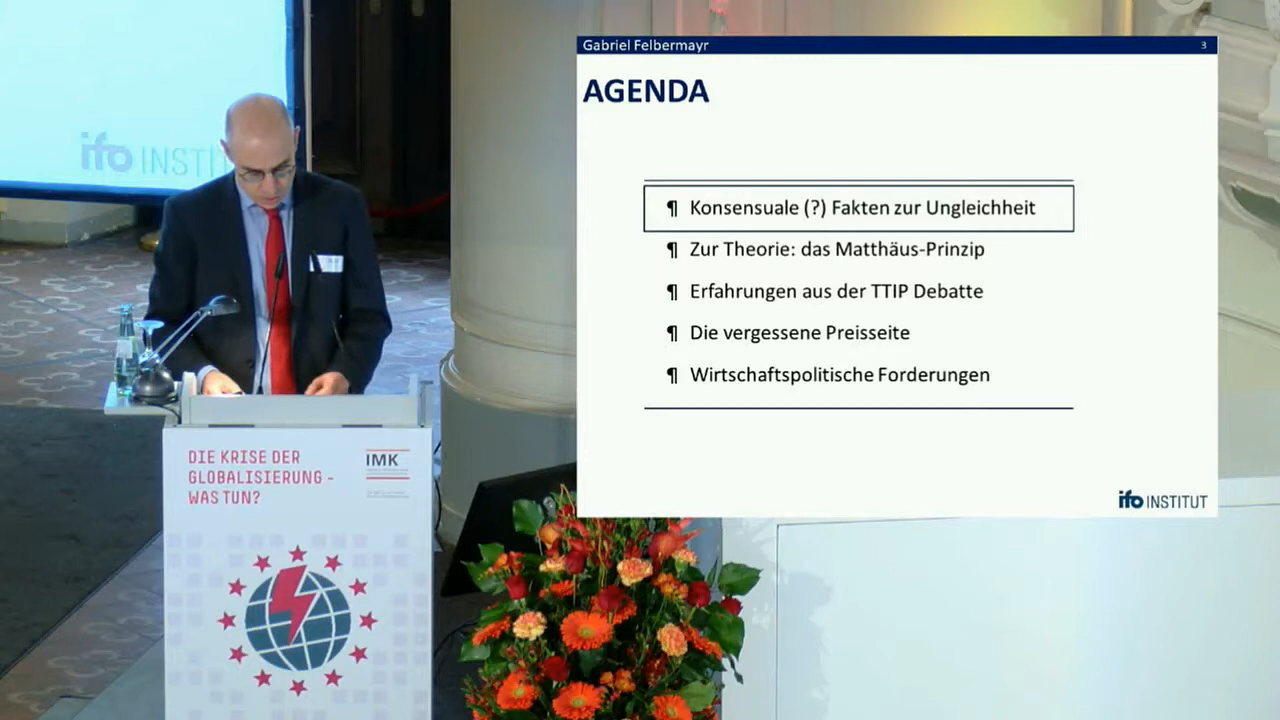 ifo INSTIT
Gabriel Felbermayr
3
AGENDA
¶ Konsensuale (?) Fakten zur Ungleichheit
¶ Zur Theorie: das Matthäus-Prinzip
¶ Erfahrungen aus der TTIP Debatte
¶ Die vergessene Preisseite
¶ Wirtschaftspolitische Forderungen
ifo INSTITUT
DIE KRISE DER
GLOBALISIERUNG -
WAS TUN?
IMK